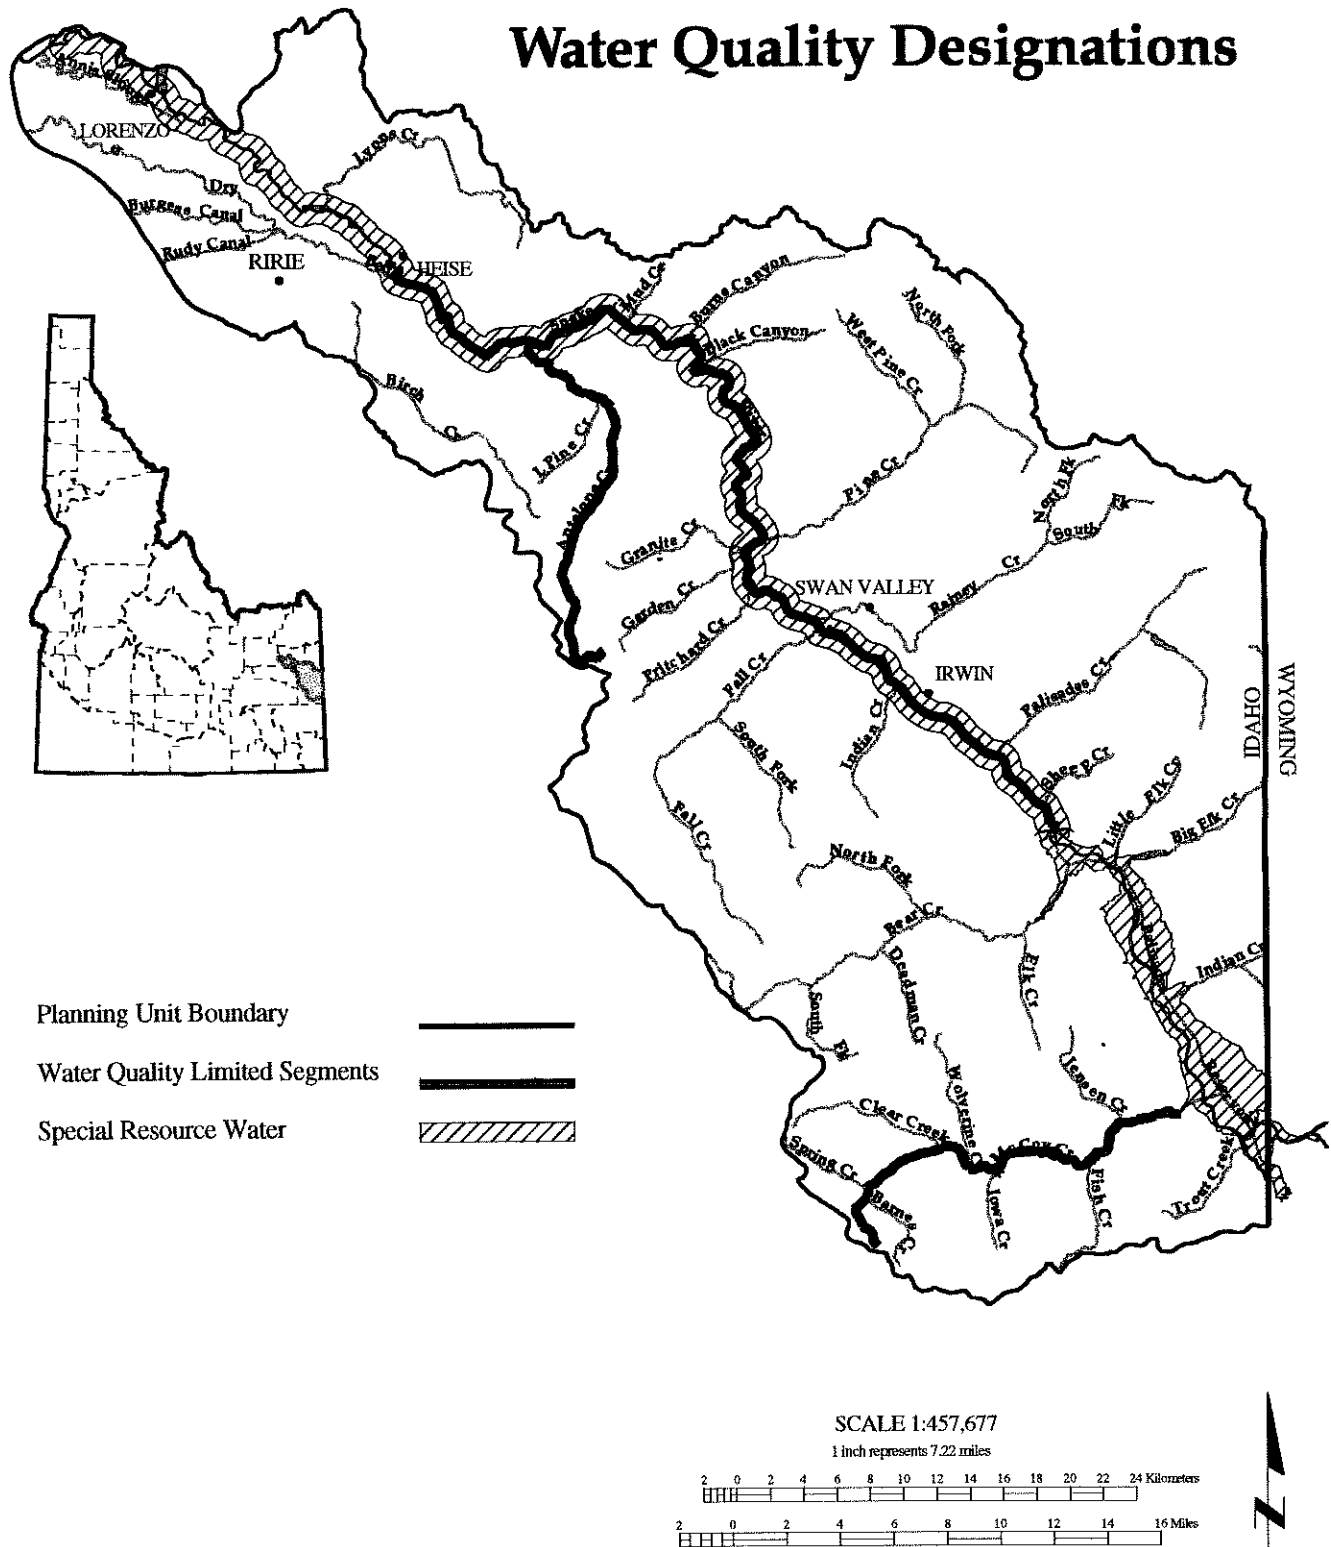 Water Quality Designations
LORENZO
Lyons Cr
Dry
Burgess Canal
Rudy Canal
RIRIE
HEISE
Snake
Mud Cr
Burns Canyon
Black Canyon
West Pine Cr
North Fork
Birch
Cr
L Pine Cr
Antelope Cr
Pine Cr
North Fk
South Fk
Granite Cr
Garden Cr
Pritchard Cr
SWAN VALLEY
Rainey Cr
Fall Cr
IRWIN
Palisades Cr
IDAHO
WYOMING
South Fork
Indian Cr
Sheep Cr
Little Elk Cr
Big Elk Cr
Fall Cr
North Fork
Bear Cr
Deadman Cr
Elk Cr
Indian Cr
South Fk
Planning Unit Boundary
Water Quality Limited Segments
Special Resource Water
Wolverine Cr
Jensen Cr
Clear Creek
McCoy Cr
Spring Cr
Barnes Cr
Iowa Cr
Fish Cr
Trout Creek
SCALE 1:457,677
1 inch represents 7.22 miles
2 0 2 4 6 8 10 12 14 16 18 20 22 24 Kilometers
2 0 2 4 6 8 10 12 14 16 Miles
N